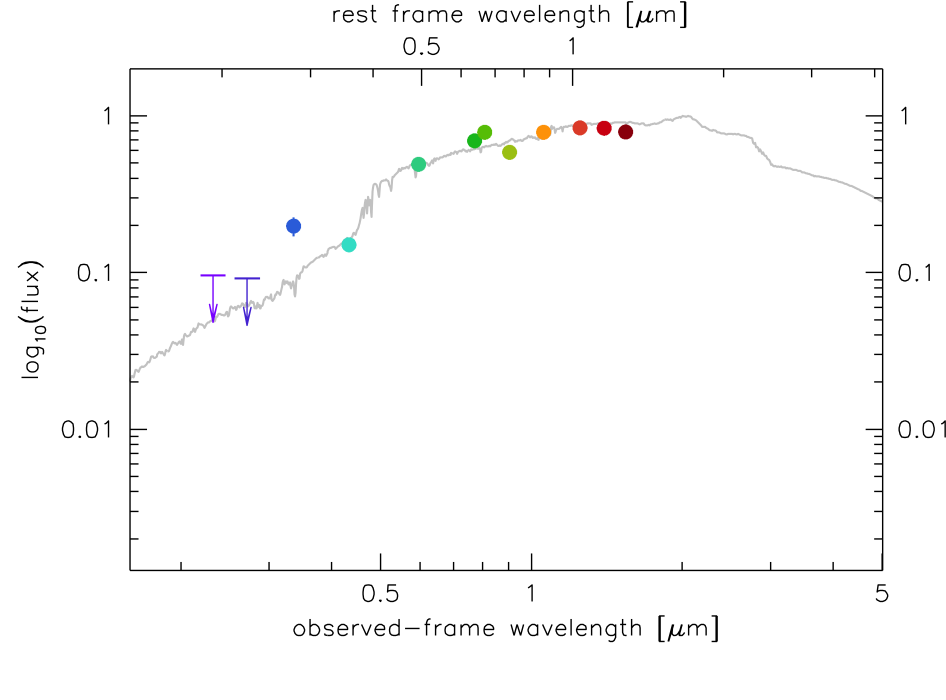 rest frame wavelength [μm]
0.5 1
1 1
0.1 0.1
0.01 0.01
log10(flux)
0.5 1 5
observed-frame wavelength [μm]